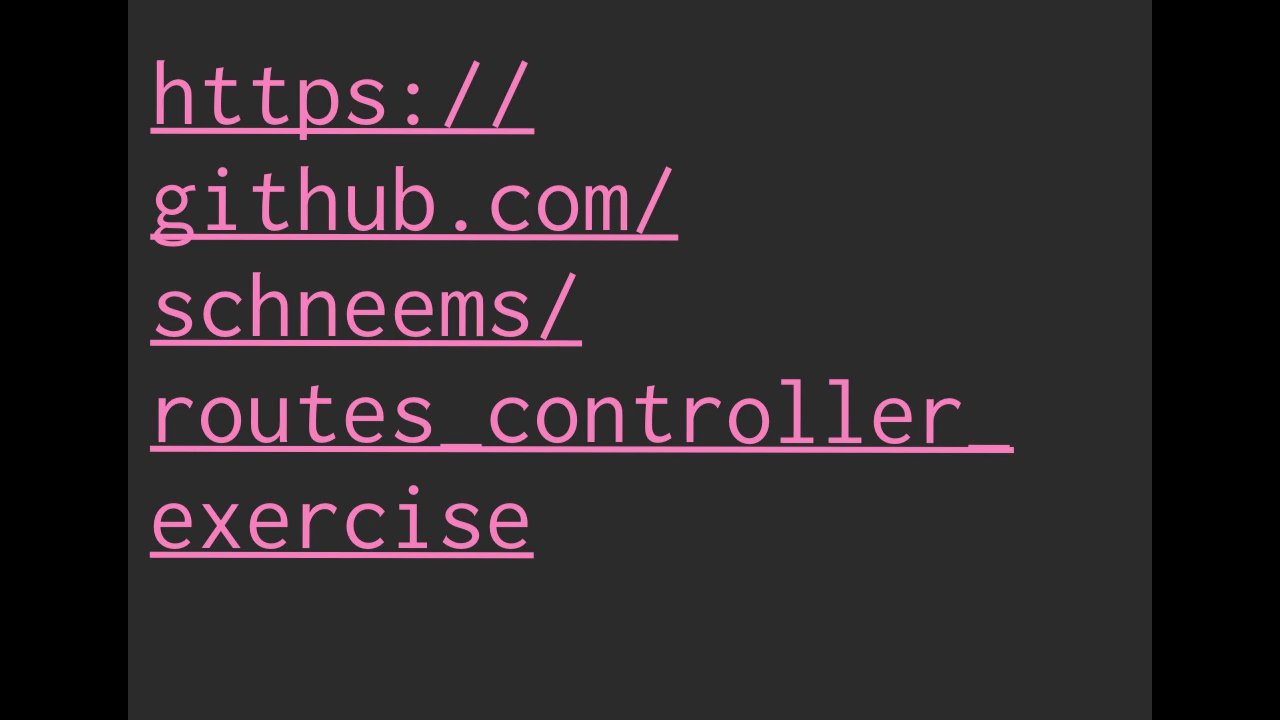 https://
github.com/
schneems/
routes_controller_
exercise